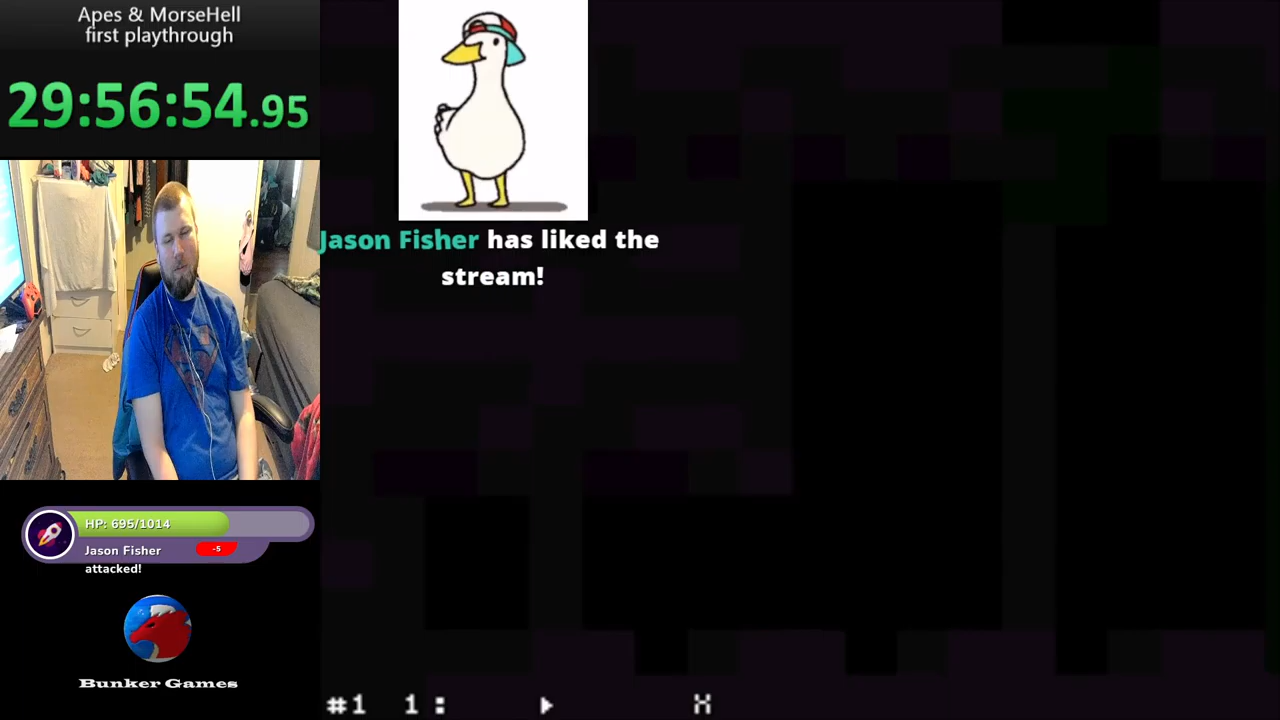 Apes & MorseHell
first playthrough
29:56:54.95
Jason Fisher has liked the
stream!
HP: 695/1014
Jason Fisher -5
attacked!
Bunker Games
#1 1: X